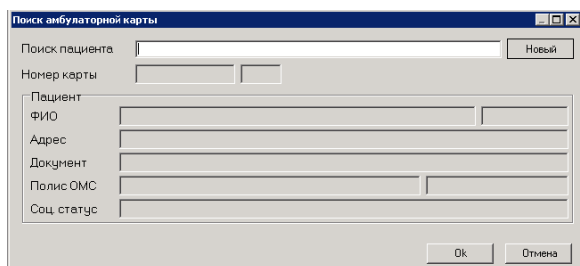 Поиск амбулаторной карты
Поиск пациента Новый
Номер карты
Пациент
ФИО
Адрес
Документ
Полис ОМС
Соц. статус
Ok Отмена